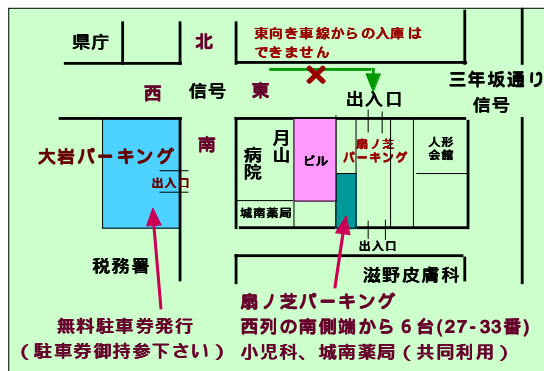 東向き車線からの入庫は
できません
県庁
北
西
信号
東
南
三年坂通り
信号
出入口
大岩パーキング
出入口
月山
病院
ビル
扇ノ芝
パーキング
人形
会館
城南薬局
出入口
税務署
滋野皮膚科
無料駐車券発行
(駐車券御持参下さい)
扇ノ芝パーキング
西列の南側端から6台(27-33番)
小児科、城南薬局(共同利用)